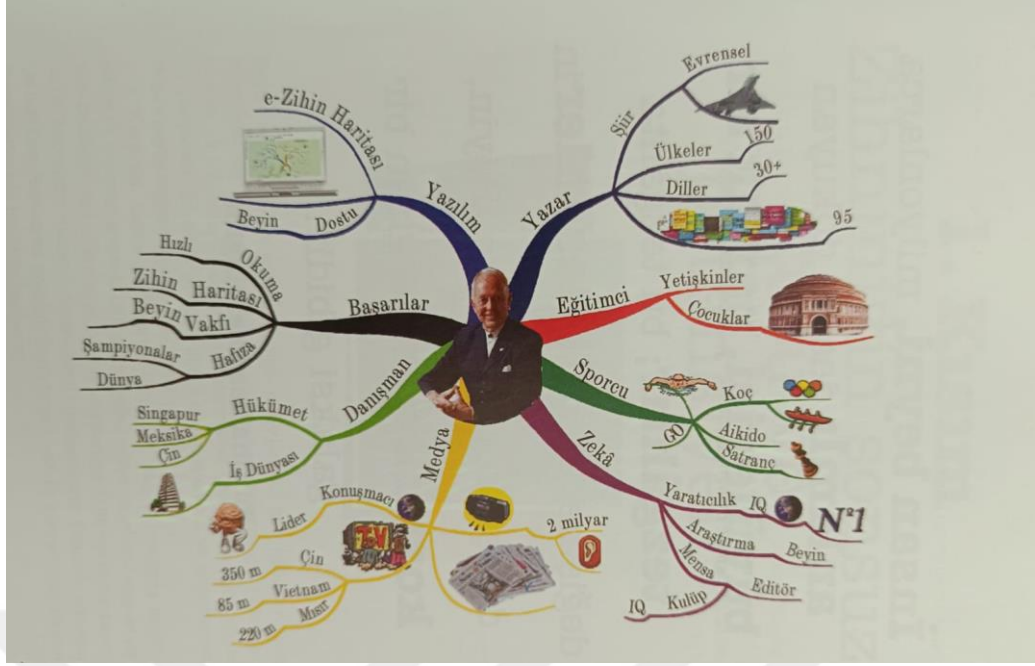 e-Zihin Haritası
Yazılım
Beyin Dostu
Yazar
Şiir
Evrensel
Ülkeler 150
Diller 30+
95
Başarılar
Hızlı Okuma
Zihin Haritası
Beyin Vakfı
Hafıza
Şampiyonalar
Dünya
Eğitimci
Yetişkinler
Çocuklar
Danışman
Hükümet
Singapur
Meksika
Çin
İş Dünyası
Sporcu
GO
Koç
Aikido
Satranç
Medya
Konuşmacı
Lider
TV
Çin 350 m
Vietnam 85 m
Mısır 220 m
2 milyar
Zekâ
Yaratıcılık IQ Nº1
Araştırma Beyin
Mensa
Editör
Kulüp IQ